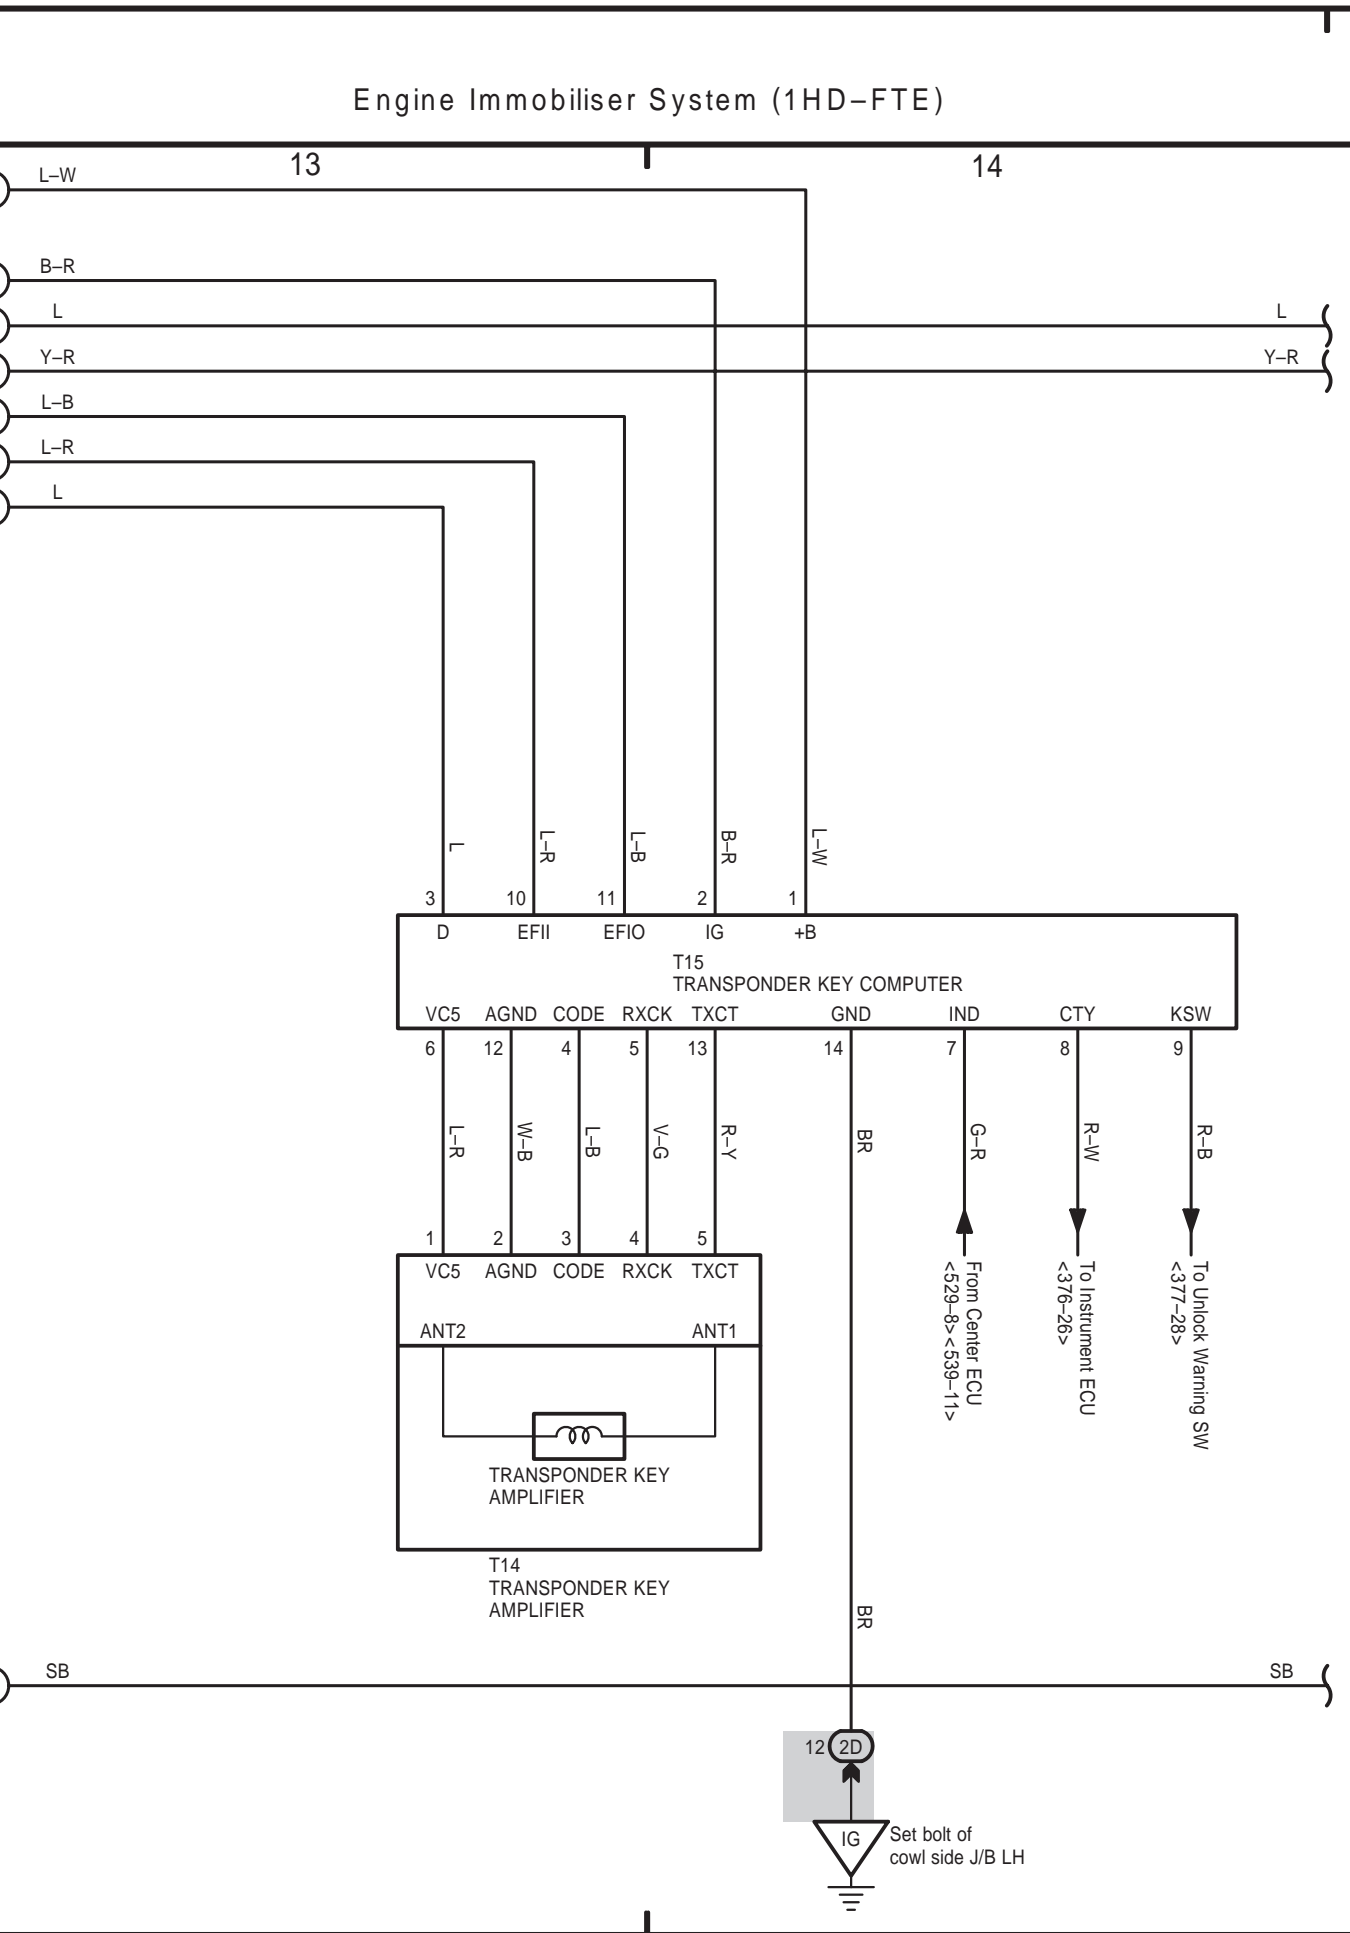 Engine Immobiliser System (1HD–FTE)
13
14
L–W
B–R
L
L
Y–R
Y–R
L–B
L–R
L
L
L–R
L–B
B–R
L–W
3
10
11
2
1
D
EFII
EFIO
IG
+B
T15
TRANSPONDER KEY COMPUTER
VC5
AGND
CODE
RXCK
TXCT
GND
IND
CTY
KSW
6
12
4
5
13
14
7
8
9
L–R
W–B
L–B
V–G
R–Y
BR
G–R
R–W
R–B
1
2
3
4
5
VC5
AGND
CODE
RXCK
TXCT
ANT2
ANT1
From Center ECU
<529–8><539–11>
To Instrument ECU
<376–26>
To Unlock Warning SW
<377–28>
TRANSPONDER KEY
AMPLIFIER
T14
TRANSPONDER KEY
AMPLIFIER
BR
SB
SB
12
2D
IG
Set bolt of
cowl side J/B LH